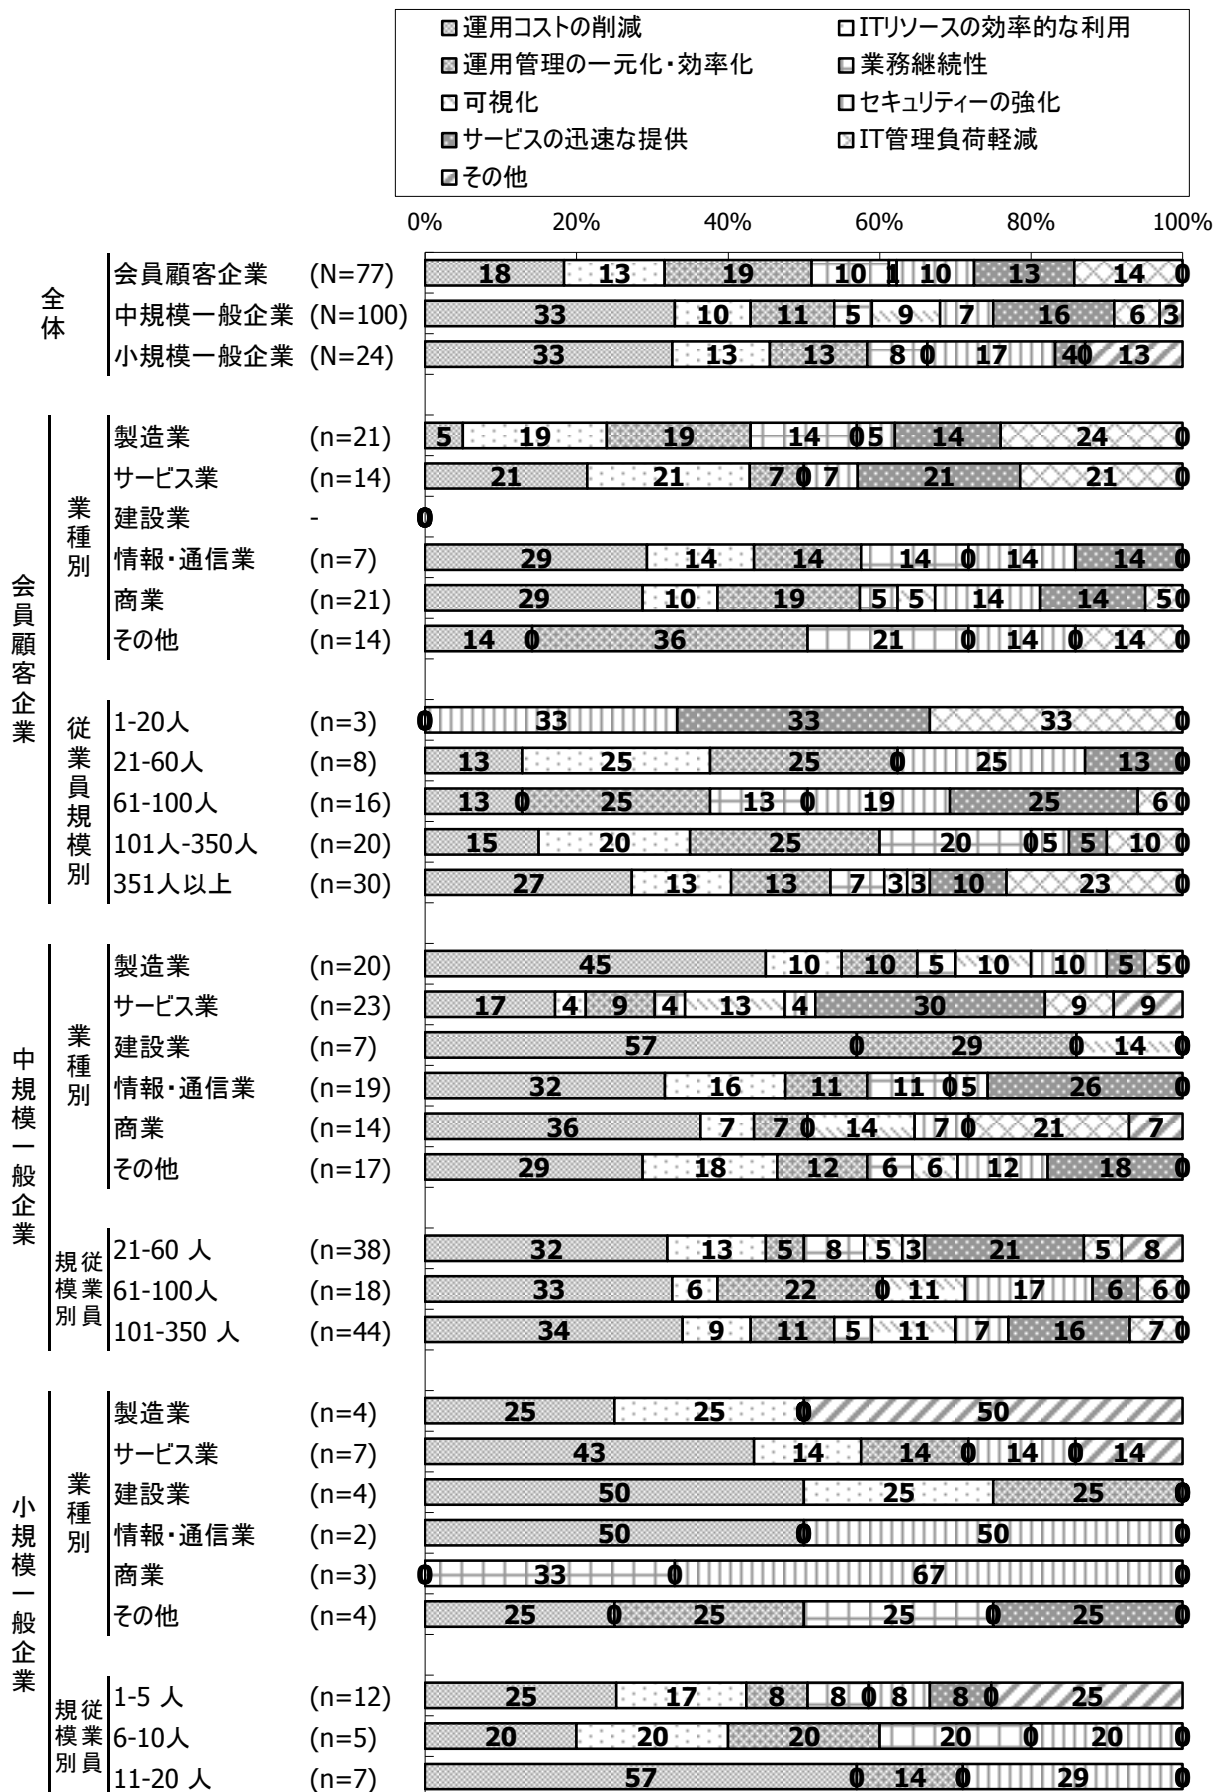 運用コストの削減 ITリソースの効率的な利用
運用管理の一元化・効率化 業務継続性
可視化 セキュリティーの強化
サービスの迅速な提供 IT管理負荷軽減
その他
0% 20% 40% 60% 80% 100%
全体
会員顧客企業 (N=77) 18 13 19 10 1 10 13 14 0
中規模一般企業 (N=100) 33 10 11 5 9 7 16 6 3
小規模一般企業 (N=24) 33 13 13 8 0 17 4 0 13
会員顧客企業
業種別
製造業 (n=21) 5 19 19 14 0 5 14 24 0
サービス業 (n=14) 21 21 7 0 7 21 21 0
建設業 - 0
情報・通信業 (n=7) 29 14 14 14 0 14 14 0
商業 (n=21) 29 10 19 5 5 14 14 5 0
その他 (n=14) 14 0 36 21 0 14 0 14 0
従業員規模別
1-20人 (n=3) 0 33 33 33 0
21-60人 (n=8) 13 25 25 0 25 13 0
61-100人 (n=16) 13 0 25 13 0 19 25 6 0
101人-350人 (n=20) 15 20 25 20 0 5 5 10 0
351人以上 (n=30) 27 13 13 7 3 3 10 23 0
中規模一般企業
業種別
製造業 (n=20) 45 10 10 5 10 10 5 5 0
サービス業 (n=23) 17 4 9 4 13 4 30 9 9
建設業 (n=7) 57 0 29 0 14 0
情報・通信業 (n=19) 32 16 11 11 0 5 26 0
商業 (n=14) 36 7 7 0 14 7 0 21 7
その他 (n=17) 29 18 12 6 6 12 18 0
従業員規模別
21-60 人 (n=38) 32 13 5 8 5 3 21 5 8
61-100人 (n=18) 33 6 22 0 11 17 6 6 0
101-350 人 (n=44) 34 9 11 5 11 7 16 7 0
小規模一般企業
業種別
製造業 (n=4) 25 25 0 50
サービス業 (n=7) 43 14 14 0 14 0 14
建設業 (n=4) 50 25 25 0
情報・通信業 (n=2) 50 0 50 0
商業 (n=3) 0 33 0 67 0
その他 (n=4) 25 0 25 25 0 25 0
従業員規模別
1-5 人 (n=12) 25 17 8 8 0 8 8 0 25
6-10人 (n=5) 20 20 20 20 0 20 0
11-20 人 (n=7) 57 0 14 0 29 0